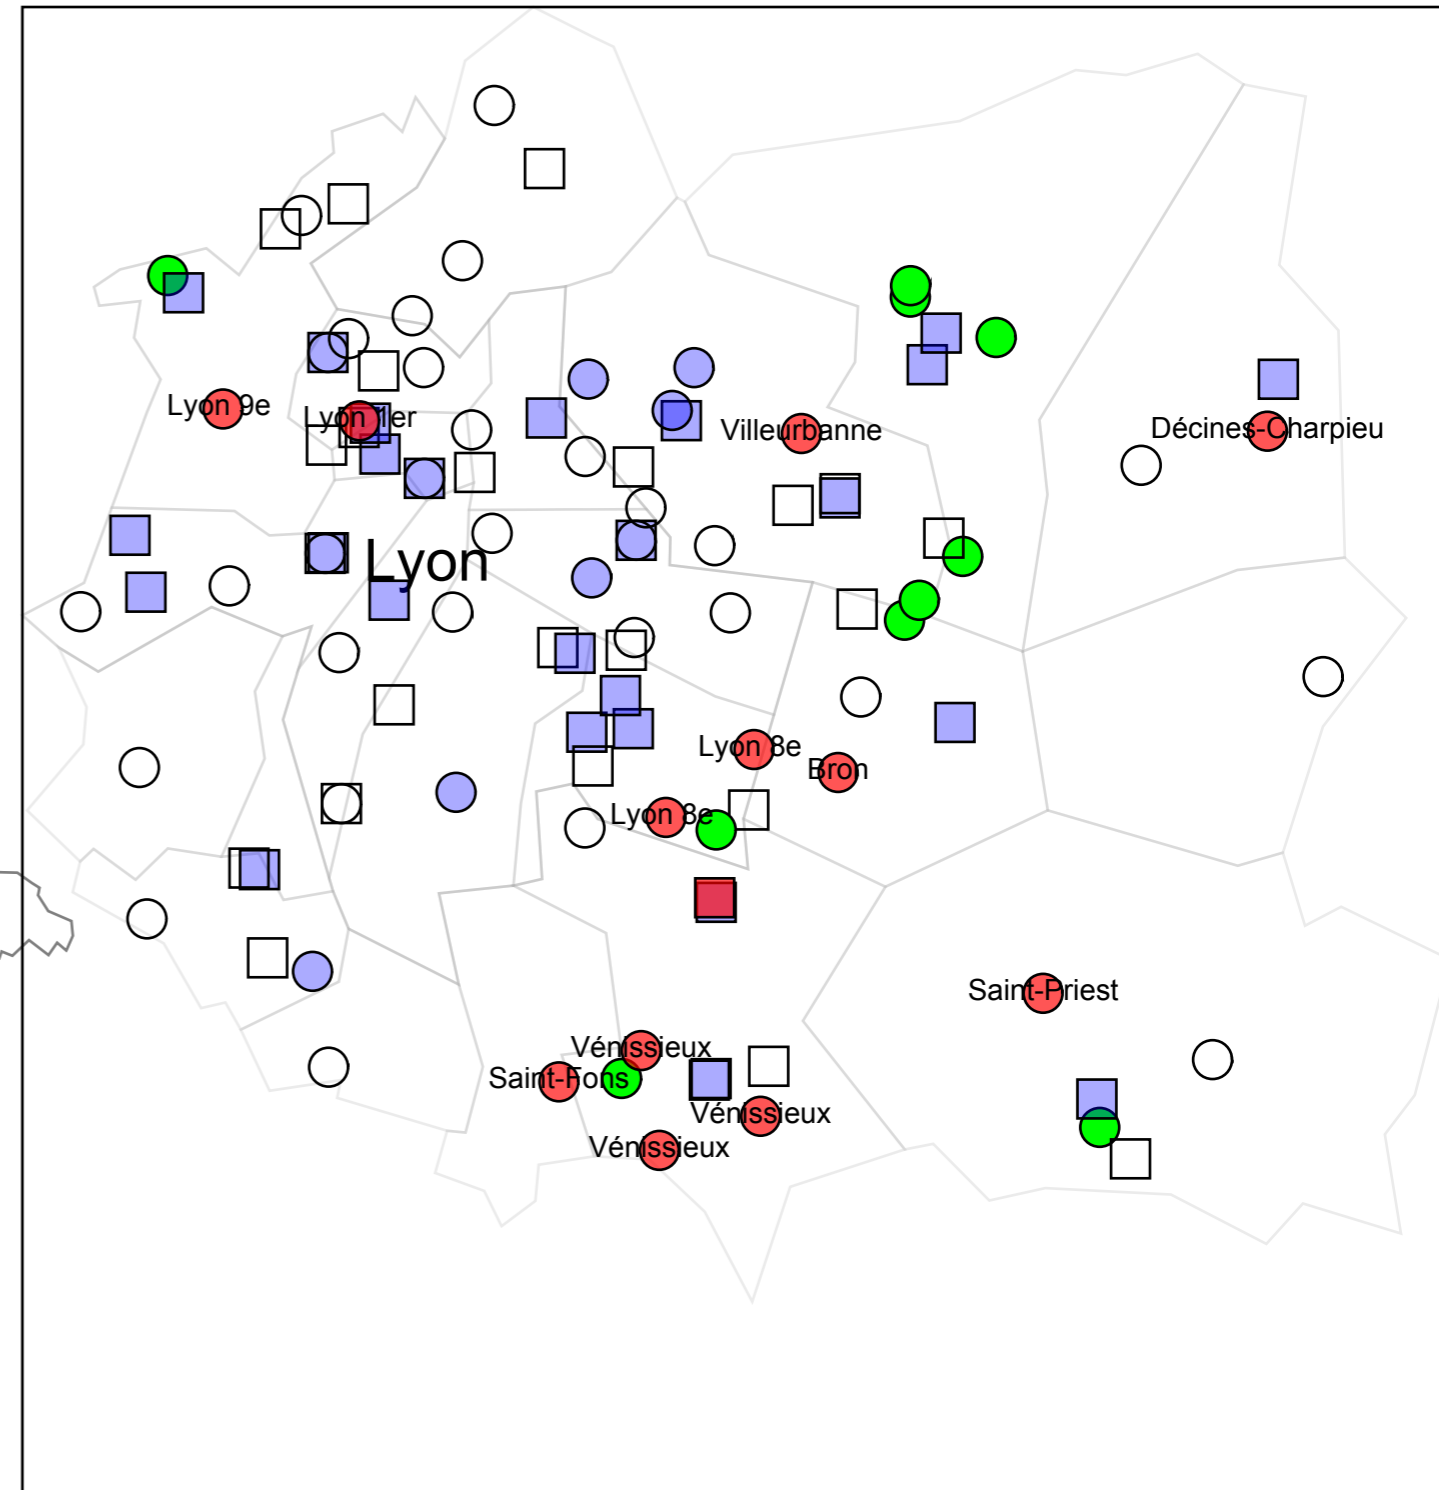 Lyon 9e
Lyon 1er
Villeurbanne
Décines-Charpieu
Lyon
Lyon 8e
Bron
Lyon 8e
Saint-Priest
Vénissieux
Saint-Fons
Vénissieux
Vénissieux